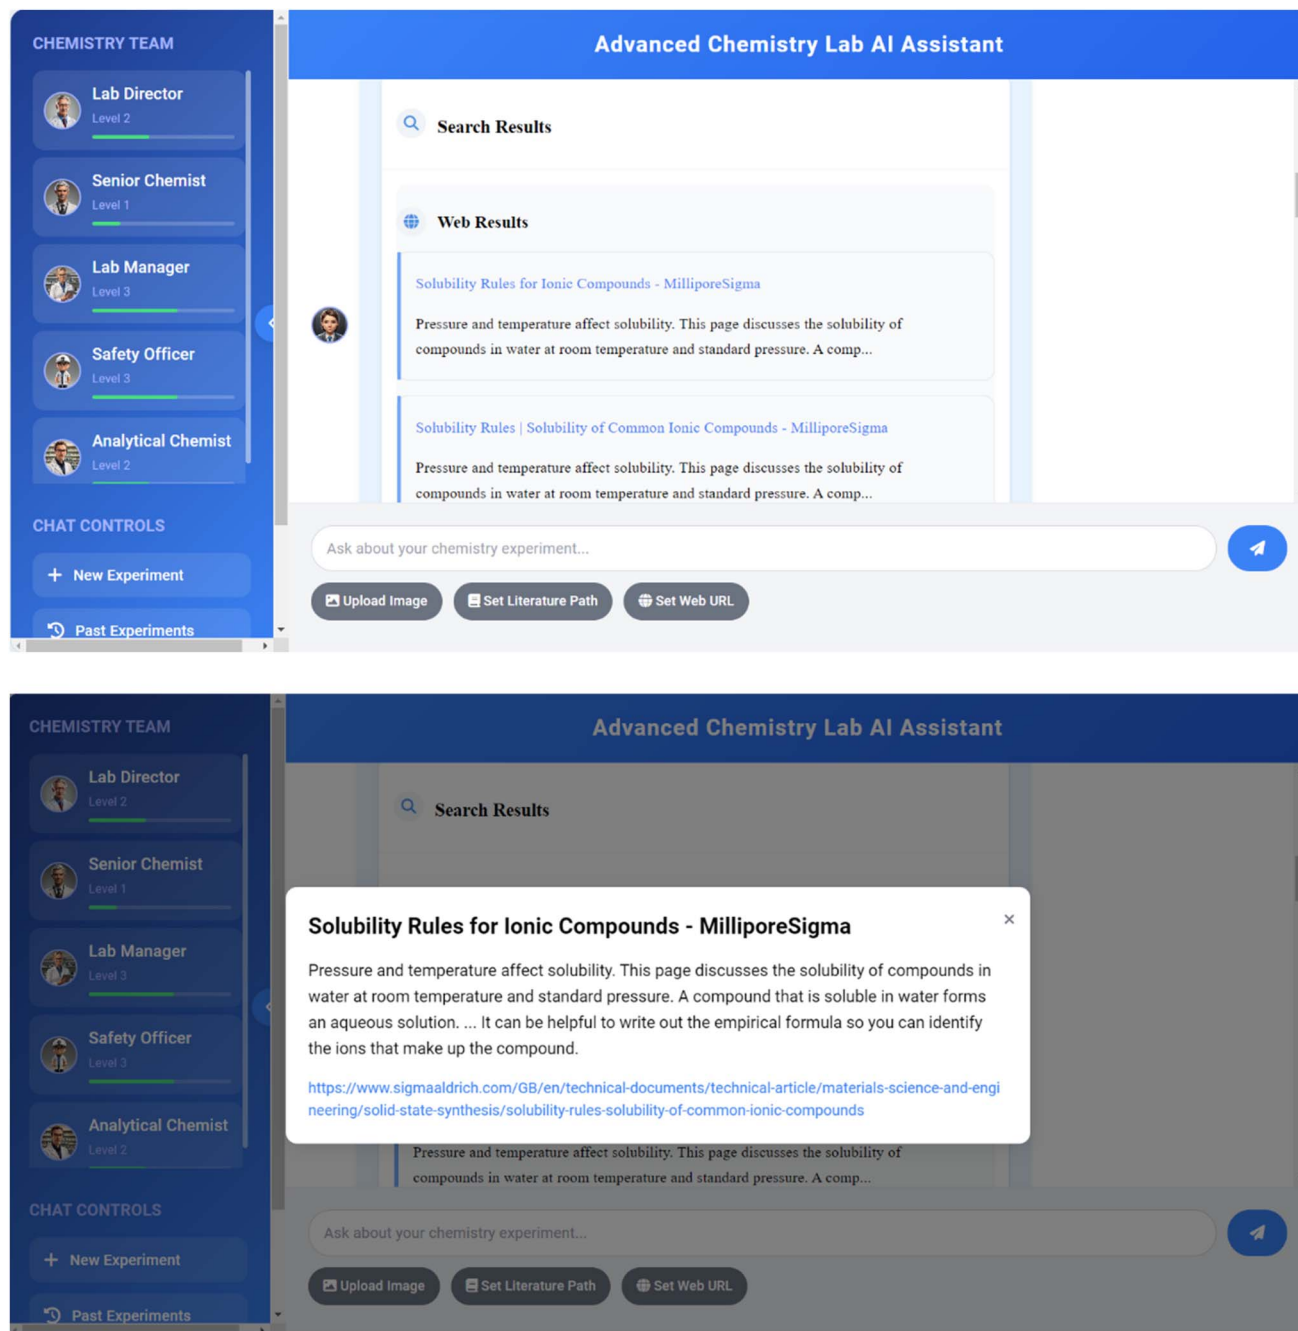 CHEMISTRY TEAM
Lab Director
Level 2
Senior Chemist
Level 1
Lab Manager
Level 3
Safety Officer
Level 3
Analytical Chemist
Level 2
CHAT CONTROLS
+ New Experiment
Past Experiments
Advanced Chemistry Lab AI Assistant
Search Results
Web Results
Solubility Rules for Ionic Compounds - MilliporeSigma
Pressure and temperature affect solubility. This page discusses the solubility of
compounds in water at room temperature and standard pressure. A comp...
Solubility Rules | Solubility of Common Ionic Compounds - MilliporeSigma
Pressure and temperature affect solubility. This page discusses the solubility of
compounds in water at room temperature and standard pressure. A comp...
Ask about your chemistry experiment...
Upload Image Set Literature Path Set Web URL
CHEMISTRY TEAM
Lab Director
Level 2
Senior Chemist
Level 1
Lab Manager
Level 3
Safety Officer
Level 3
Analytical Chemist
Level 2
CHAT CONTROLS
+ New Experiment
Past Experiments
Advanced Chemistry Lab AI Assistant
Search Results
Solubility Rules for Ionic Compounds - MilliporeSigma
×
Pressure and temperature affect solubility. This page discusses the solubility of compounds in
water at room temperature and standard pressure. A compound that is soluble in water forms
an aqueous solution. ... It can be helpful to write out the empirical formula so you can identify
the ions that make up the compound.
https://www.sigmaaldrich.com/GB/en/technical-documents/technical-article/materials-science-and-engi
neering/solid-state-synthesis/solubility-rules-solubility-of-common-ionic-compounds
Pressure and temperature affect solubility. This page discusses the solubility of
compounds in water at room temperature and standard pressure. A comp...
Ask about your chemistry experiment...
Upload Image Set Literature Path Set Web URL